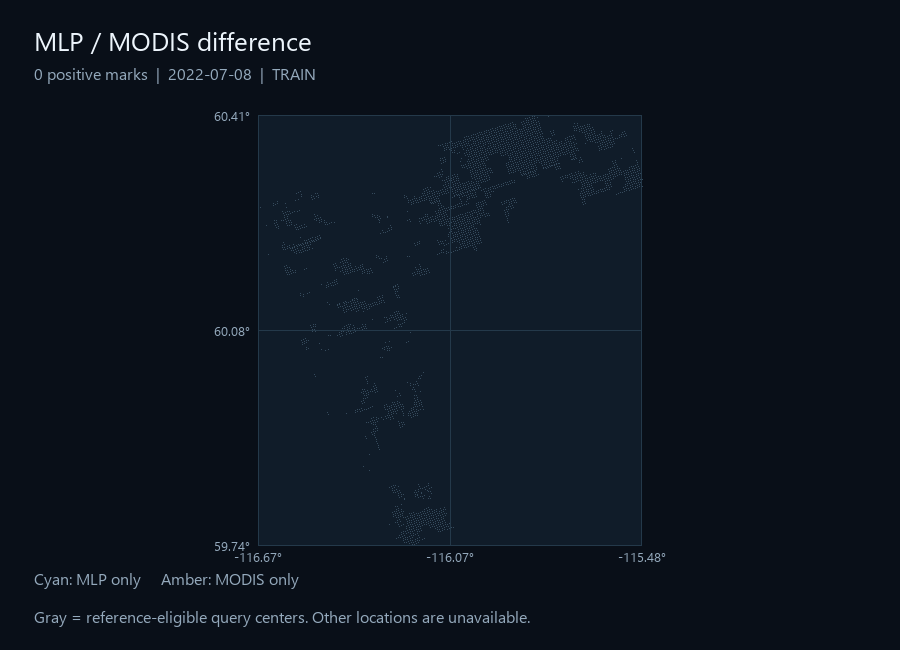 MLP / MODIS difference
0 positive marks | 2022-07-08 | TRAIN
60.41°
60.08°
59.74°
-116.67° -116.07° -115.48°
Cyan: MLP only Amber: MODIS only
Gray = reference-eligible query centers. Other locations are unavailable.